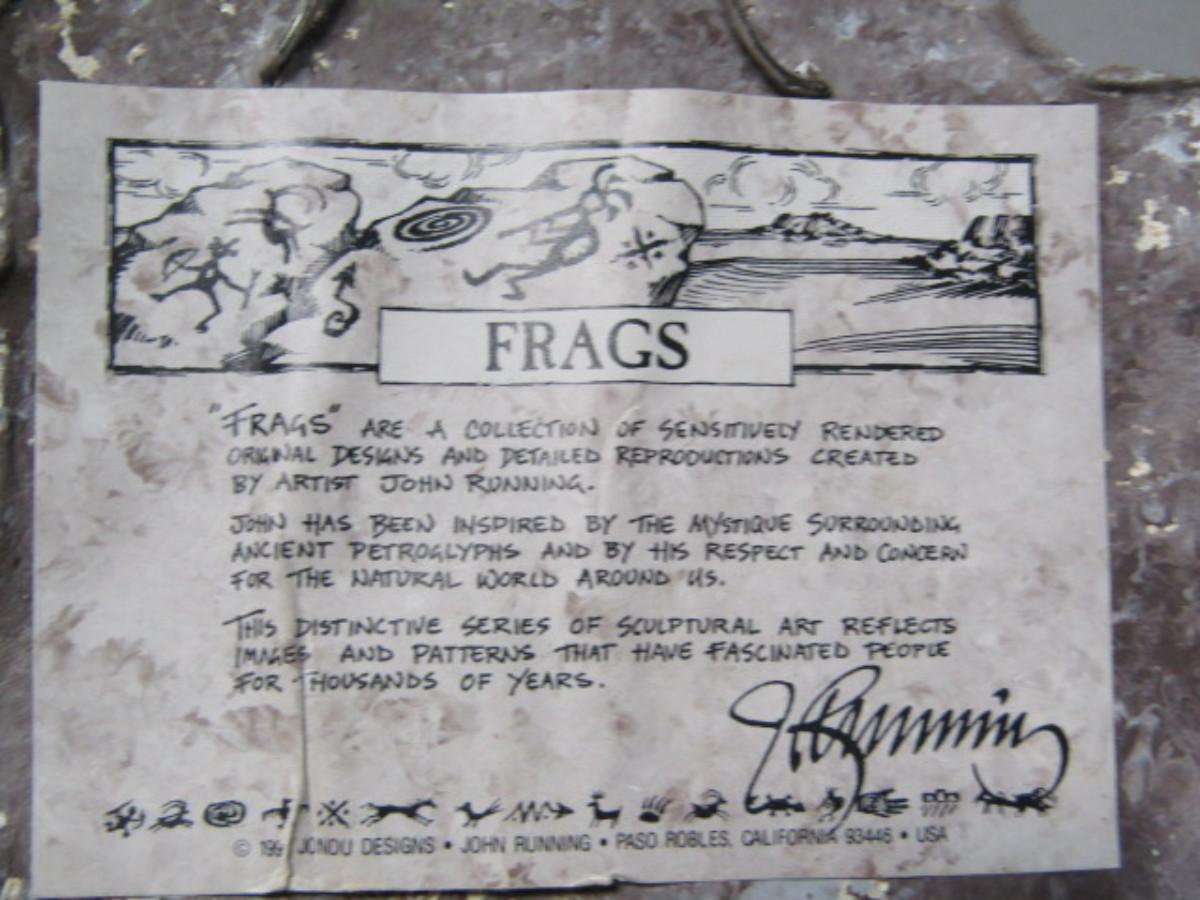 FRAGS
"FRAGS" ARE A COLLECTION OF SENSITIVELY RENDERED
ORIGINAL DESIGNS AND DETAILED REPRODUCTIONS CREATED
BY ARTIST JOHN RUNNING.
JOHN HAS BEEN INSPIRED BY THE MYSTIQUE SURROUNDING
ANCIENT PETROGLYPHS AND BY HIS RESPECT AND CONCERN
FOR THE NATURAL WORLD AROUND US.
THIS DISTINCTIVE SERIES OF SCULPTURAL ART REFLECTS
IMAGES AND PATTERNS THAT HAVE FASCINATED PEOPLE
FOR THOUSANDS OF YEARS.
J Running
© JONDU DESIGNS • JOHN RUNNING • PASO ROBLES, CALIFORNIA 93446 • USA